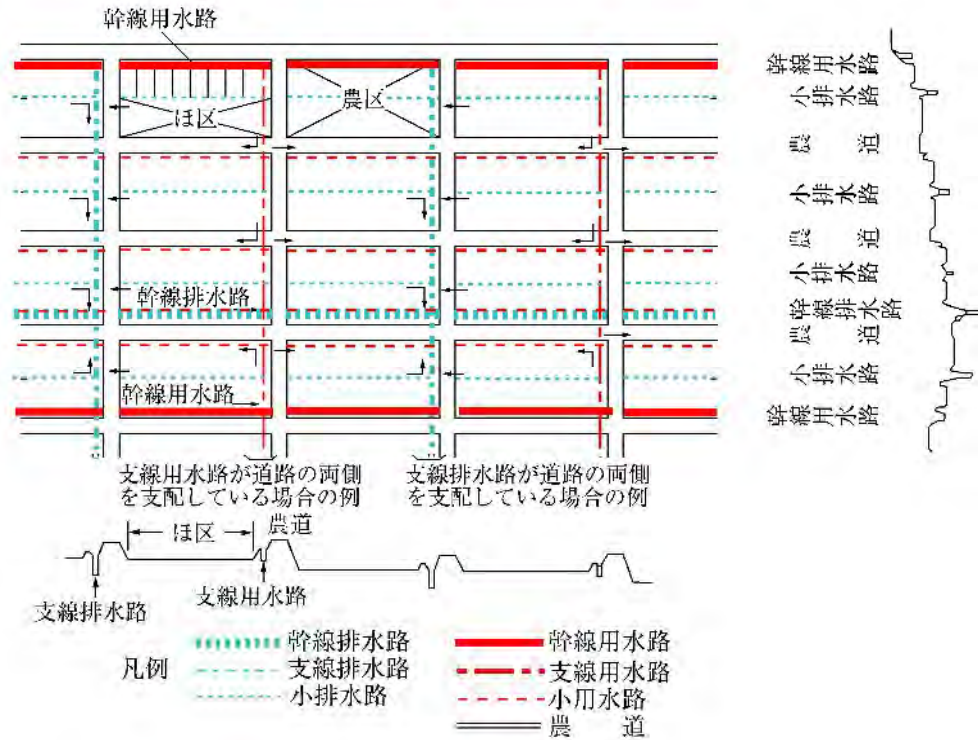 幹線用水路
ほ区
農区
幹線排水路
幹線用水路
支線用水路が道路の両側
を支配している場合の例
支線排水路が道路の両側
を支配している場合の例
幹線用水路
小排水路
農道
小排水路
農道
小排水路
幹線排水路
農道
小排水路
幹線用水路
ほ区
農道
支線排水路
支線用水路
凡例
幹線排水路
支線排水路
小排水路
幹線用水路
支線用水路
小用水路
農道